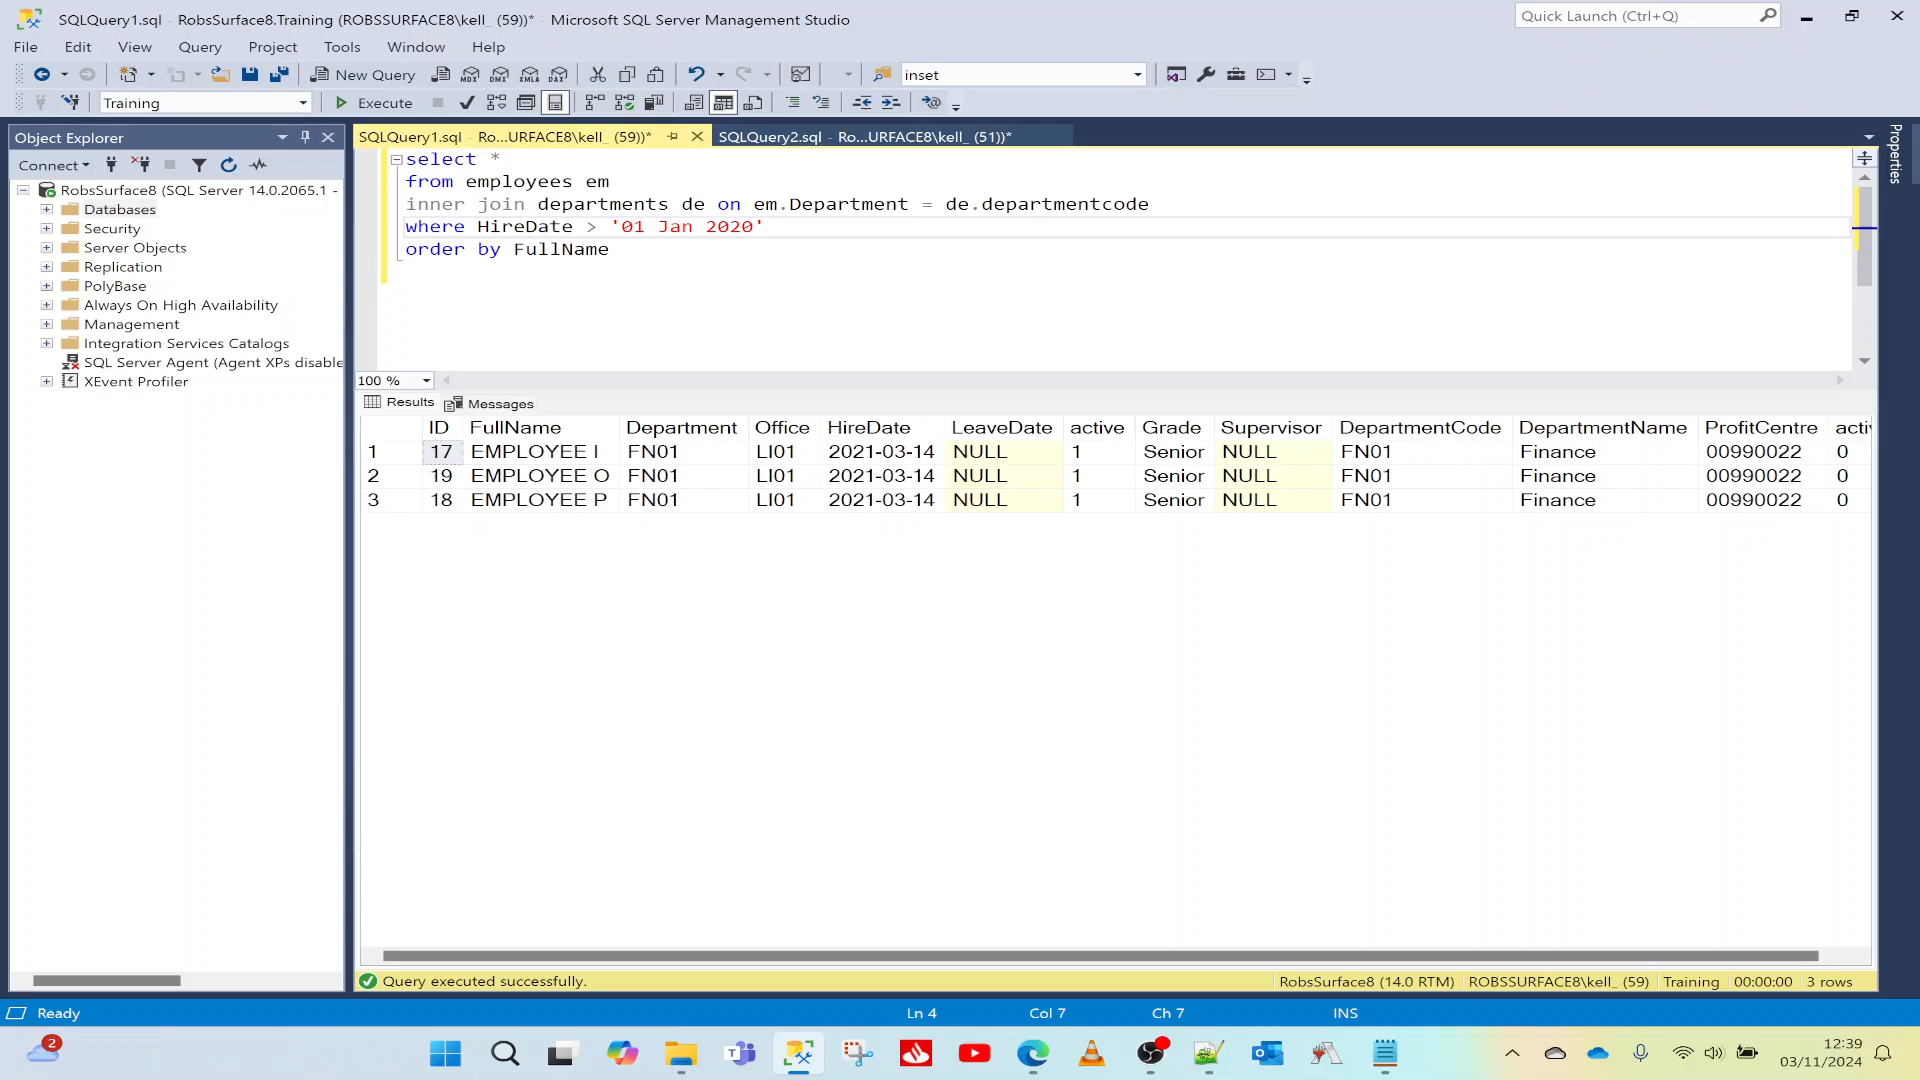 SQLQuery1.sql - RobsSurface8.Training (ROBSSURFACE8\kell_ (59))* - Microsoft SQL Server Management Studio
Quick Launch (Ctrl+Q)
File Edit View Query Project Tools Window Help
New Query MDX DMX XMLA DAX inset
Training Execute
Object Explorer
SQLQuery1.sql - Ro...URFACE8\kell_ (59))* SQLQuery2.sql - Ro...URFACE8\kell_ (51))*
Properties
Connect
RobsSurface8 (SQL Server 14.0.2065.1 -
Databases
Security
Server Objects
Replication
PolyBase
Always On High Availability
Management
Integration Services Catalogs
SQL Server Agent (Agent XPs disable
XEvent Profiler
select *
from employees em
inner join departments de on em.Department = de.departmentcode
where HireDate > '01 Jan 2020'
order by FullName
100 %
Results Messages
ID FullName Department Office HireDate LeaveDate active Grade Supervisor DepartmentCode DepartmentName ProfitCentre acti
1 17 EMPLOYEE I FN01 LI01 2021-03-14 NULL 1 Senior NULL FN01 Finance 00990022 0
2 19 EMPLOYEE O FN01 LI01 2021-03-14 NULL 1 Senior NULL FN01 Finance 00990022 0
3 18 EMPLOYEE P FN01 LI01 2021-03-14 NULL 1 Senior NULL FN01 Finance 00990022 0
Query executed successfully. RobsSurface8 (14.0 RTM) ROBSSURFACE8\kell_ (59) Training 00:00:00 3 rows
Ready Ln 4 Col 7 Ch 7 INS
2
12:39
03/11/2024